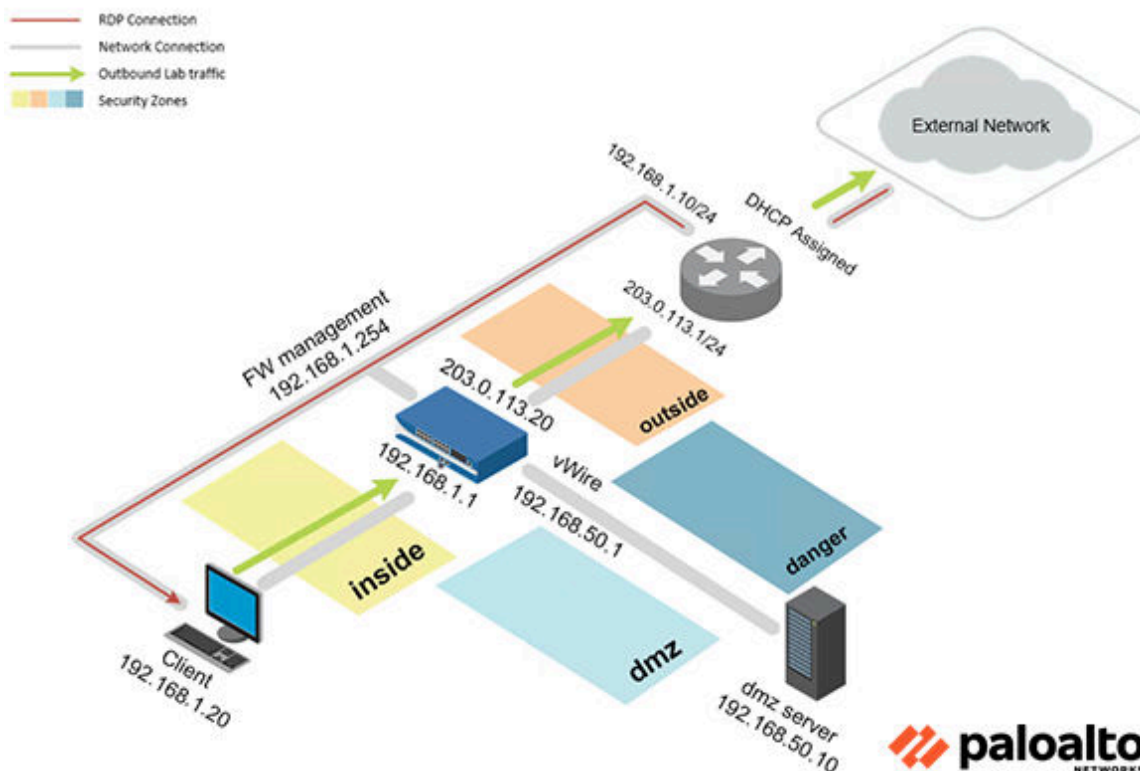 RDP Connection
Network Connection
Outbound Lab traffic
Security Zones
External Network
192.168.1.10/24
DHCP Assigned
203.0.113.1/24
FW management
192.168.1.254
203.0.113.20
outside
192.168.1.1
vWire
192.168.50.1
danger
inside
dmz
Client
192.168.1.20
dmz server
192.168.50.10
paloalto
NETWORKS